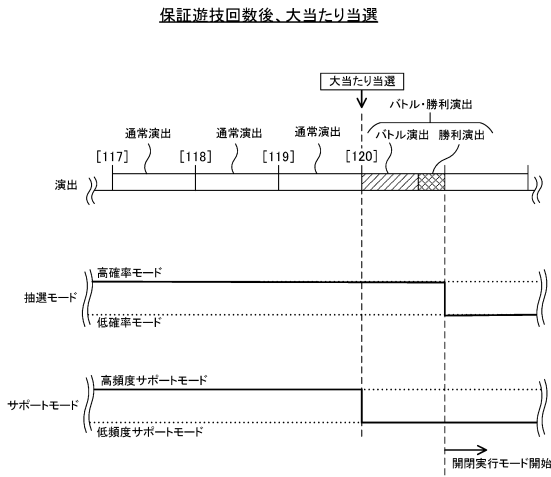 保証遊技回数後、大当たり当選
大当たり当選
バトル・勝利演出
通常演出
通常演出
通常演出
バトル演出
勝利演出
[117]
[118]
[119]
[120]
演出
高確率モード
抽選モード
低確率モード
高頻度サポートモード
サポートモード
低頻度サポートモード
開閉実行モード開始